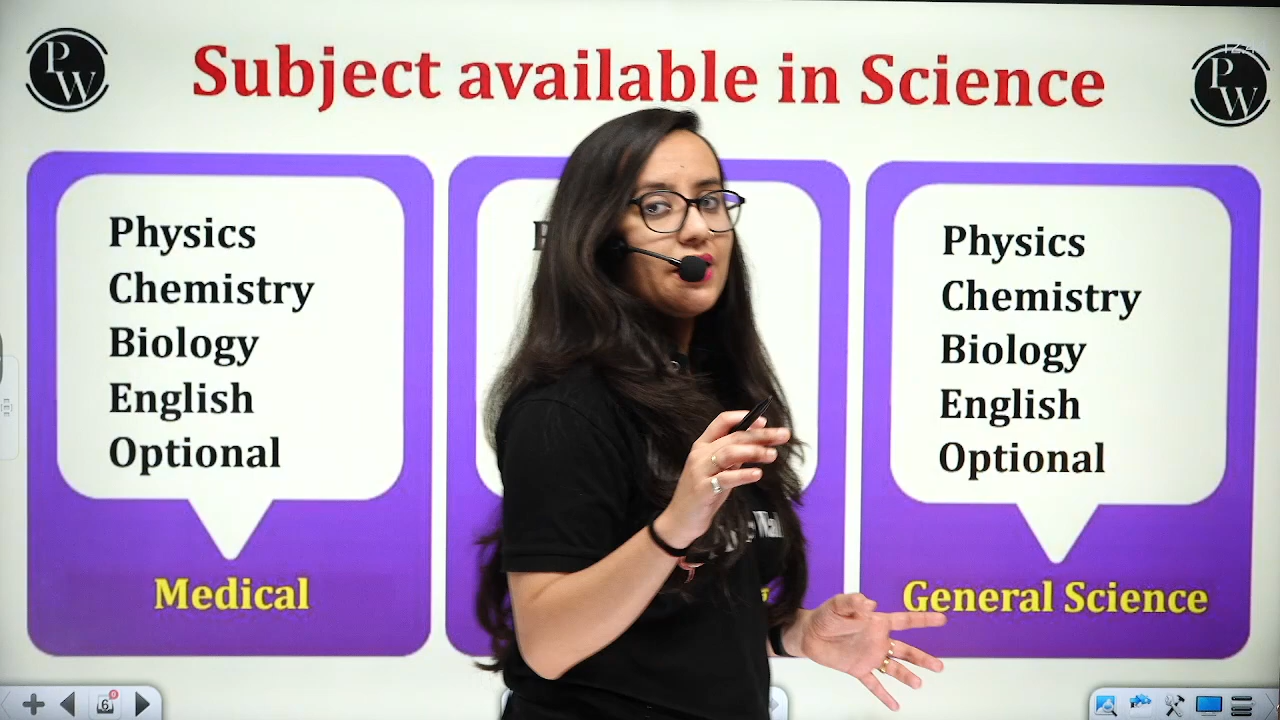 PW
Subject available in Science
PW
Physics
Chemistry
Biology
English
Optional
Medical
Physics
Chemistry
Biology
English
Optional
General Science
6